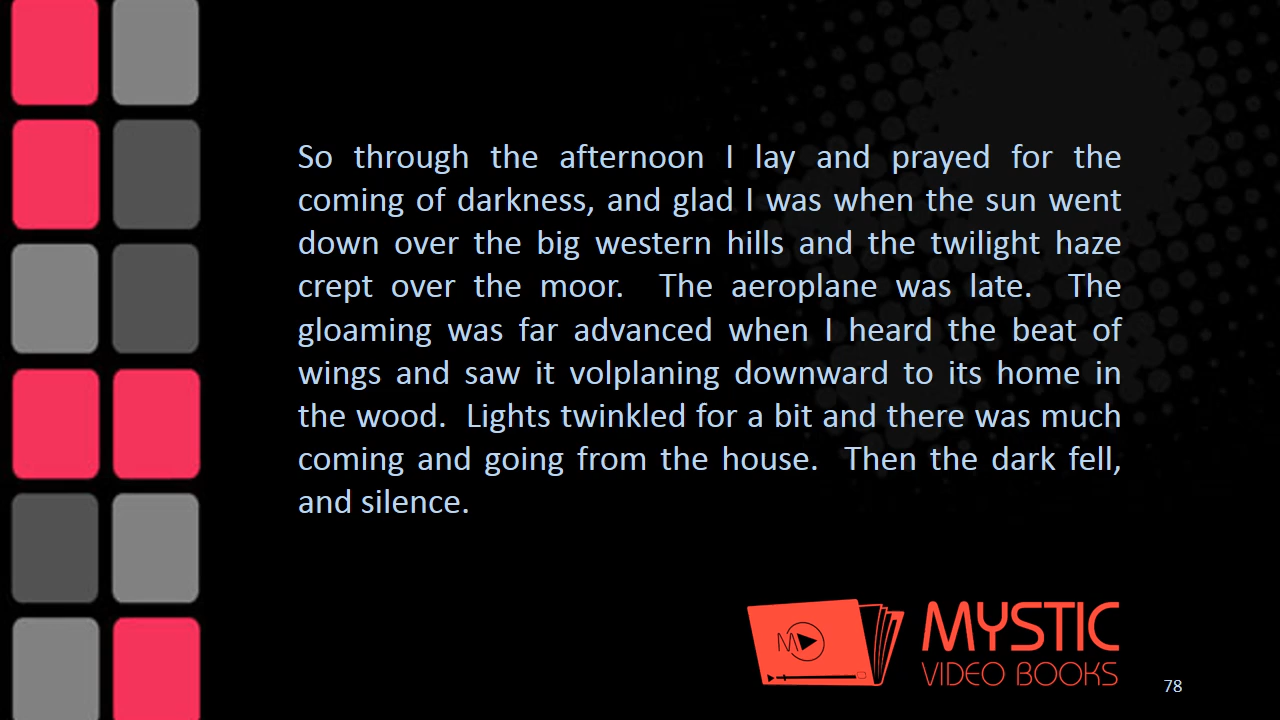 So through the afternoon I lay and prayed for the
coming of darkness, and glad I was when the sun went
down over the big western hills and the twilight haze
crept over the moor.  The aeroplane was late.  The
gloaming was far advanced when I heard the beat of
wings and saw it volplaning downward to its home in
the wood.  Lights twinkled for a bit and there was much
coming and going from the house.  Then the dark fell,
and silence.
M
MYSTIC
VIDEO BOOKS
78